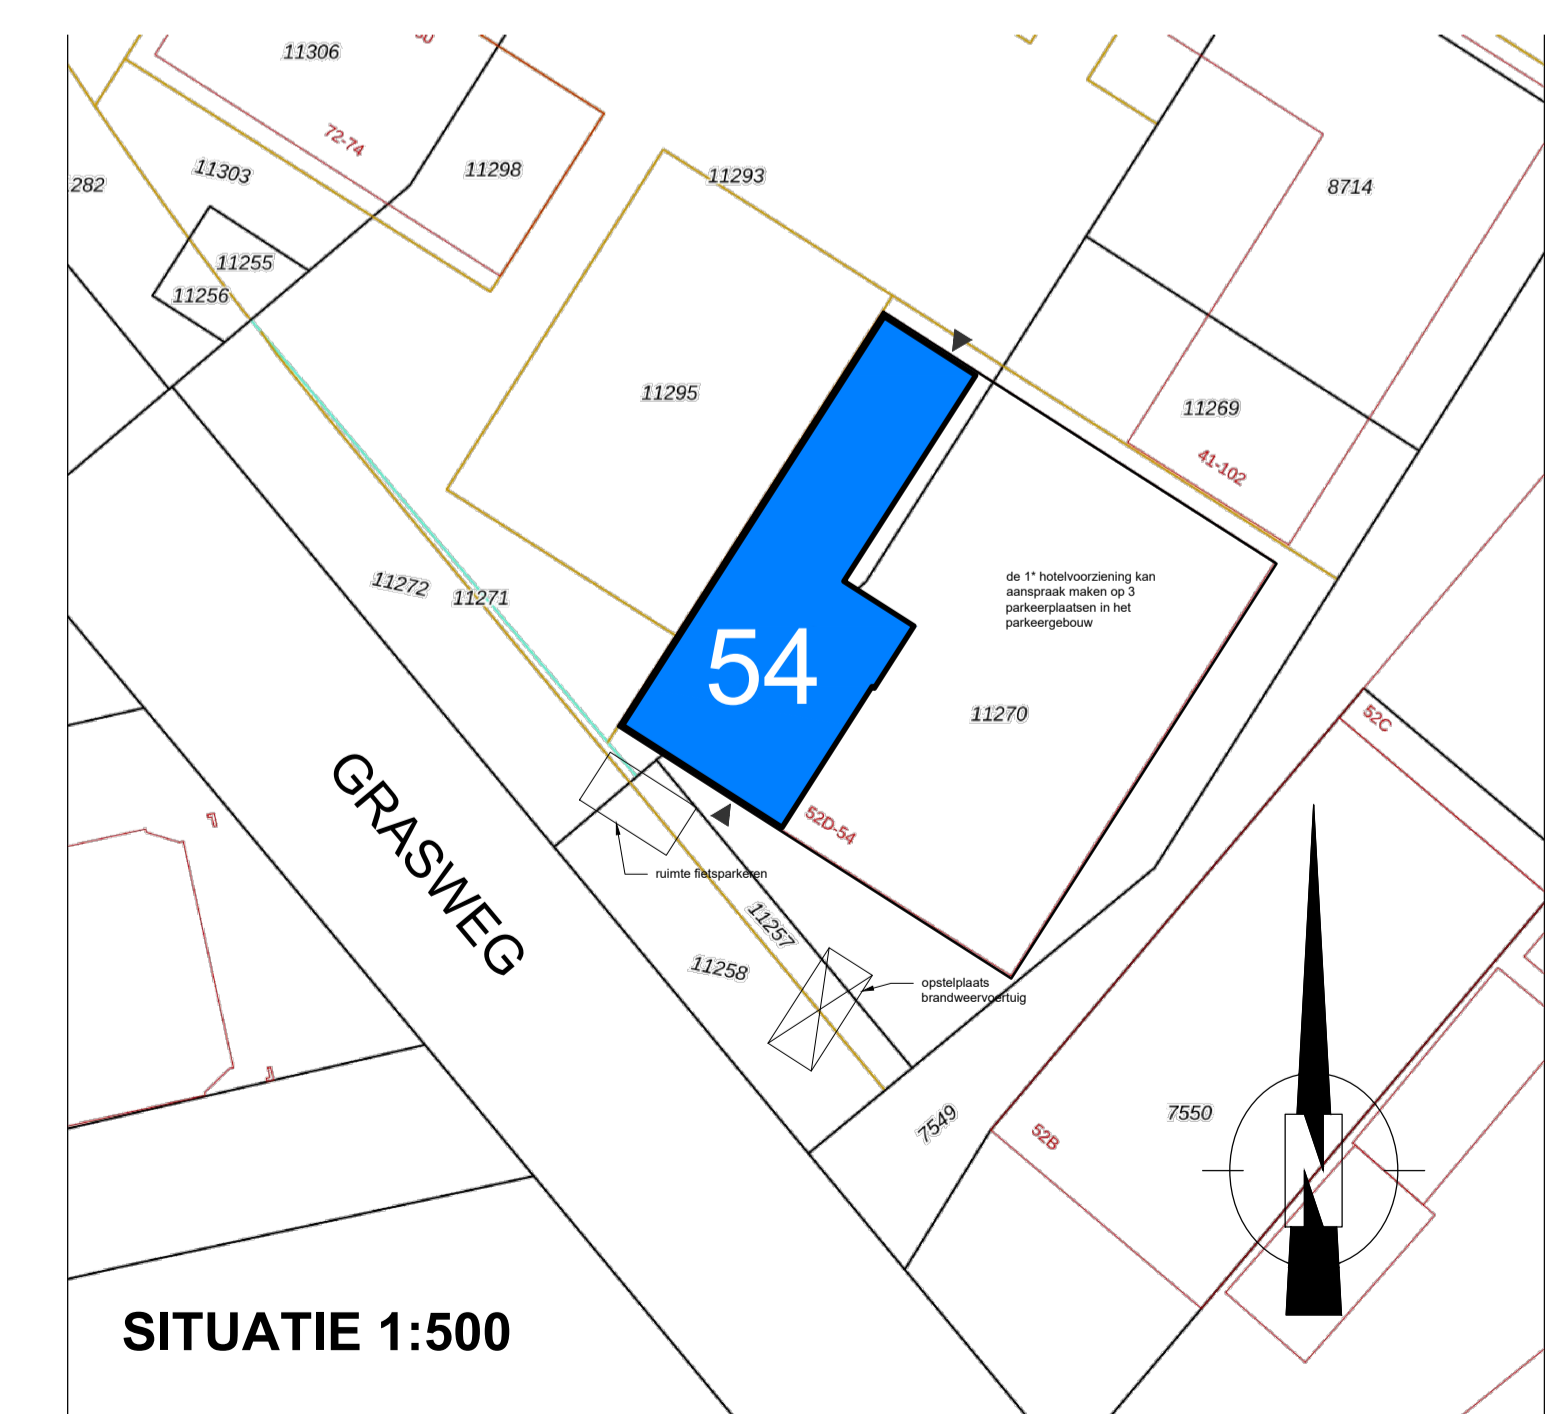 11306
72-74
11303
11298
282
11255
11256
11293
8714
11295
11269
41-102
11272
11271
de 1* hotelvoorziening kan
aanspraak maken op 3
parkeerplaatsen in het
parkeergebouw
54
11270
52C
GRASWEG
52D-54
ruimte fietsparkeren
11257
11258
opstelplaats
brandweervoertuig
7549
52B
7550
SITUATIE 1:500